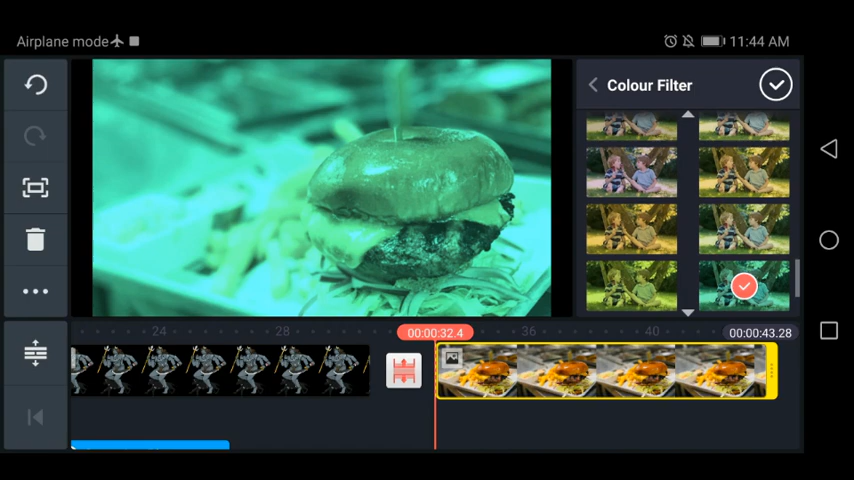 Airplane mode
11:44 AM
Colour Filter
24
28
00:00:32.4
36
40
00:00:43.28